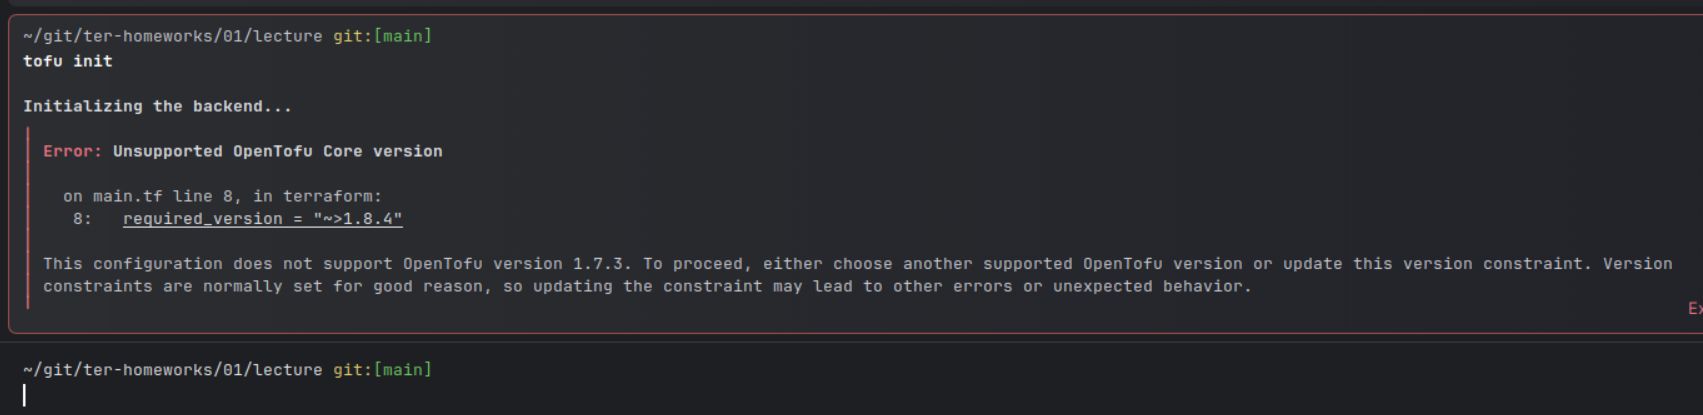 ~/git/ter-homeworks/01/lecture git:[main]
tofu init
Initializing the backend...
Error: Unsupported OpenTofu Core version
on main.tf line 8, in terraform:
8: required_version = "~>1.8.4"
This configuration does not support OpenTofu version 1.7.3. To proceed, either choose another supported OpenTofu version or update this version constraint. Version
constraints are normally set for good reason, so updating the constraint may lead to other errors or unexpected behavior.
Ex
~/git/ter-homeworks/01/lecture git:[main]